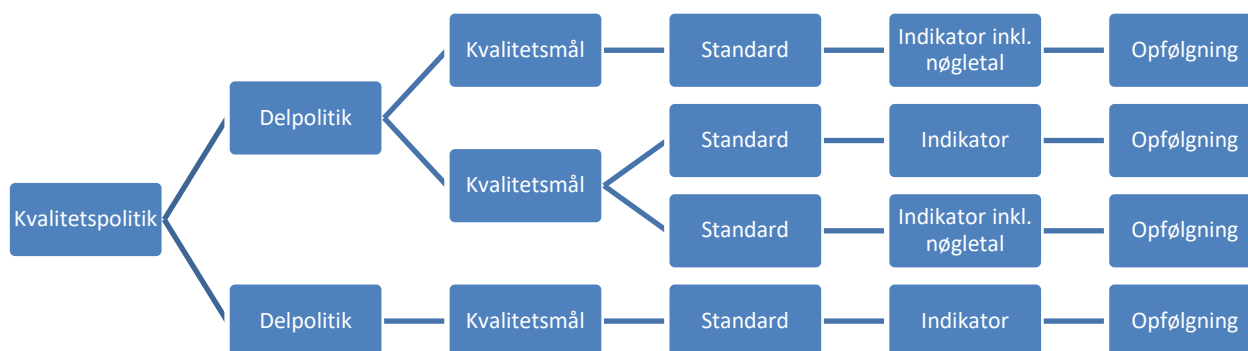 Kvalitetsmål
Standard
Indikator inkl.
nøgletal
Opfølgning
Delpolitik
Standard
Indikator
Opfølgning
Kvalitetsmål
Kvalitetspolitik
Standard
Indikator inkl.
nøgletal
Opfølgning
Delpolitik
Kvalitetsmål
Standard
Indikator
Opfølgning